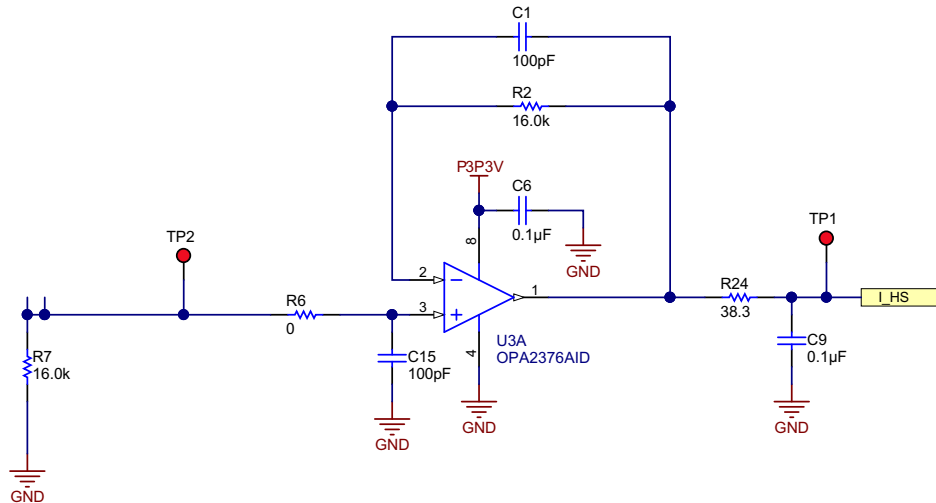 C1
100pF
R2
16.0k
P3P3V
C6
0.1µF
GND
TP2
TP1
8
2
3
1
4
R6
0
R24
38.3
I_HS
U3A
OPA2376AID
C15
100pF
C9
0.1µF
R7
16.0k
GND
GND
GND
GND